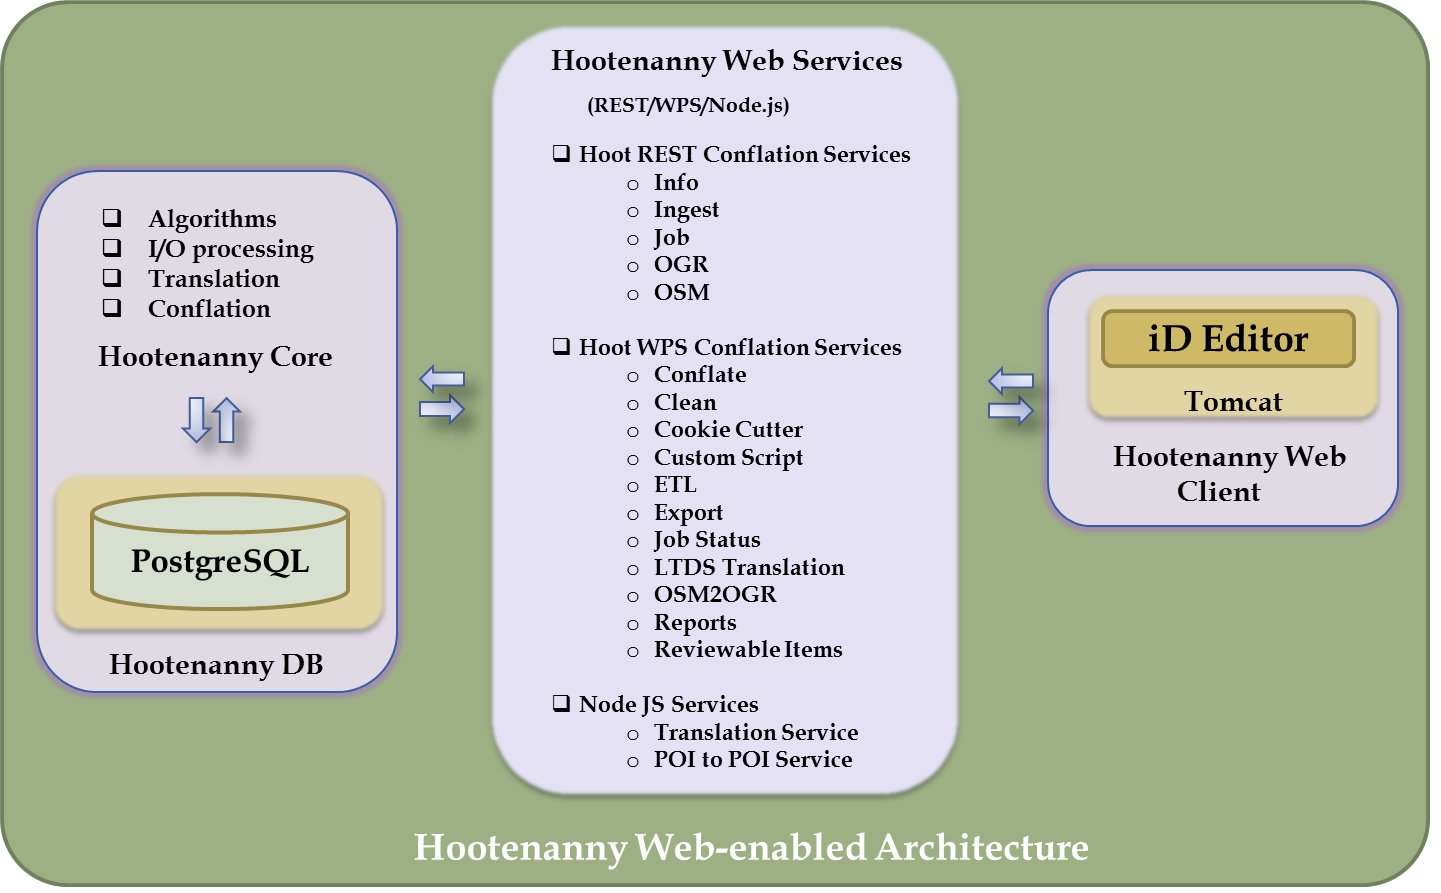 Hootenanny Web Services
(REST/WPS/Node.js)
Hoot REST Conflation Services
Info
Ingest
Job
OGR
OSM
Hoot WPS Conflation Services
Conflate
Clean
Cookie Cutter
Custom Script
ETL
Export
Job Status
LTDS Translation
OSM2OGR
Reports
Reviewable Items
Node JS Services
Translation Service
POI to POI Service
Algorithms
I/O processing
Translation
Conflation
Hootenanny Core
PostgreSQL
Hootenanny DB
iD Editor
Tomcat
Hootenanny Web
Client
Hootenanny Web-enabled Architecture